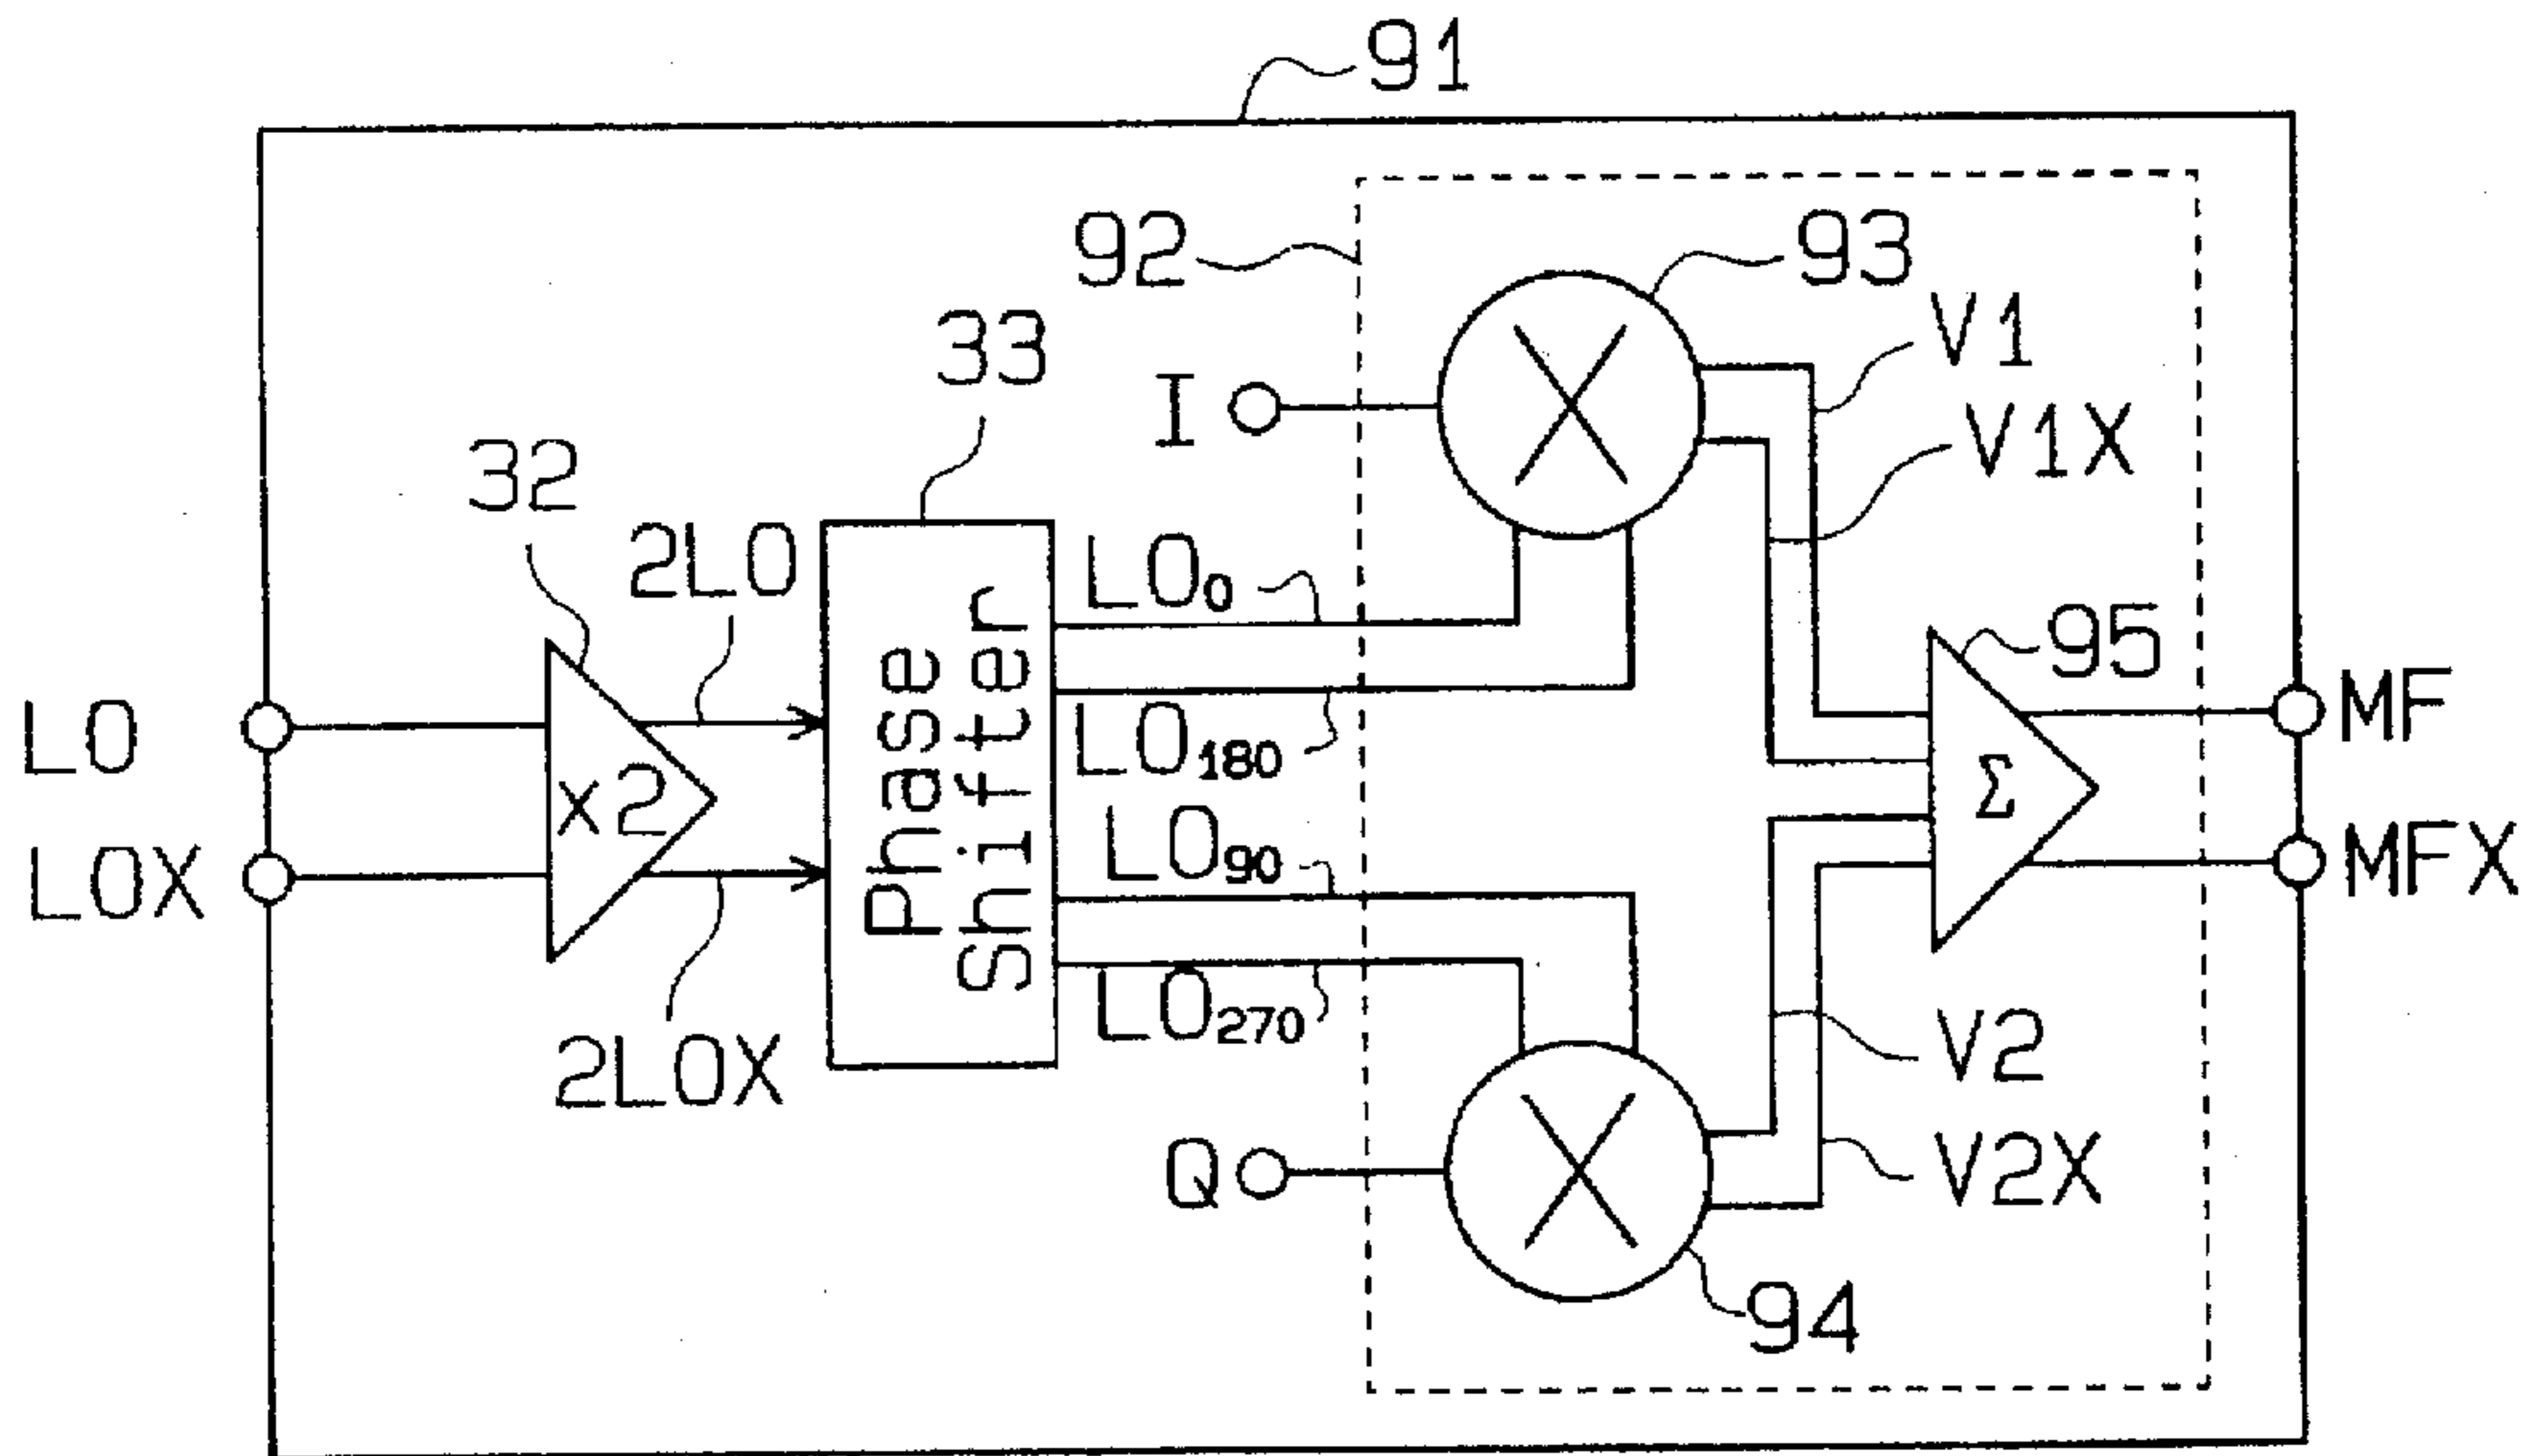 91
92
93
33
V1
I
V1X
32
2LO
LO0
95
Phase
Shifter
LO
LO180
MF
x2
Σ
LO90
LOX
MFX
LO270
2LOX
V2
Q
V2X
94